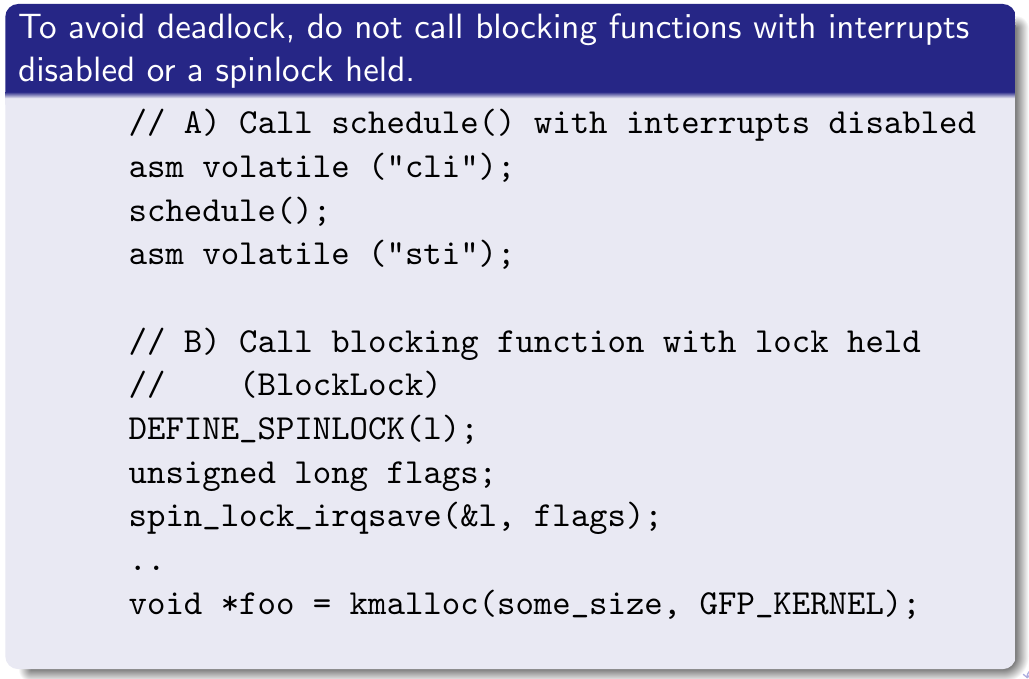 To avoid deadlock, do not call blocking functions with interrupts
disabled or a spinlock held.
// A) Call schedule() with interrupts disabled
asm volatile ("cli");
schedule();
asm volatile ("sti");
// B) Call blocking function with lock held
//    (BlockLock)
DEFINE_SPINLOCK(l);
unsigned long flags;
spin_lock_irqsave(&l, flags);
..
void *foo = kmalloc(some_size, GFP_KERNEL);